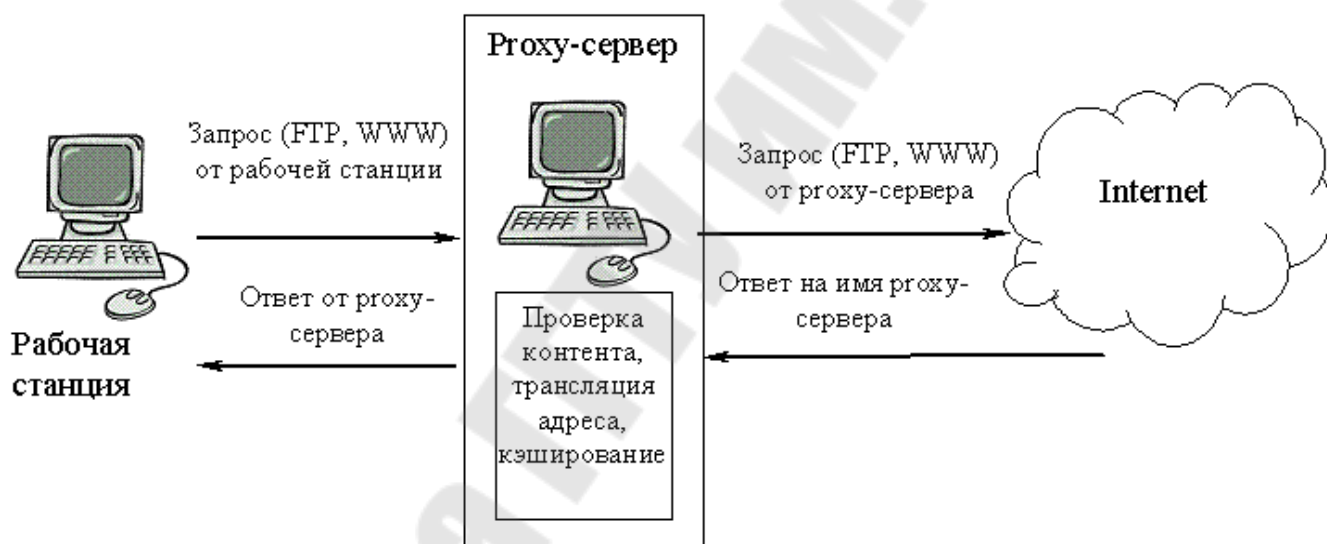 Proxy-сервер
Запрос (FTP, WWW)
от рабочей станции
Запрос (FTP, WWW)
от proxy-сервера
Internet
Ответ от proxy-
сервера
Ответ на имя proxy-
сервера
Рабочая
станция
Проверка
контента,
трансляция
адреса,
кэширование